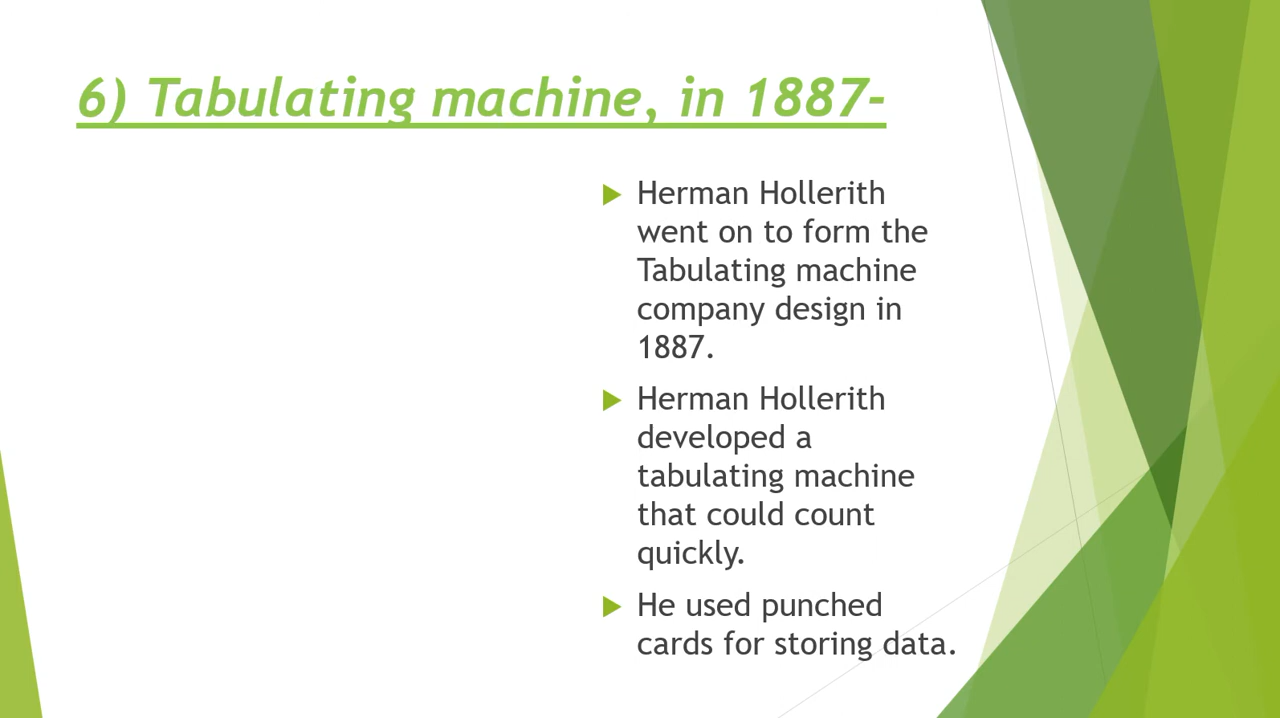 6) Tabulating machine, in 1887-
Herman Hollerith
went on to form the
Tabulating machine
company design in
1887.
Herman Hollerith
developed a
tabulating machine
that could count
quickly.
He used punched
cards for storing data.